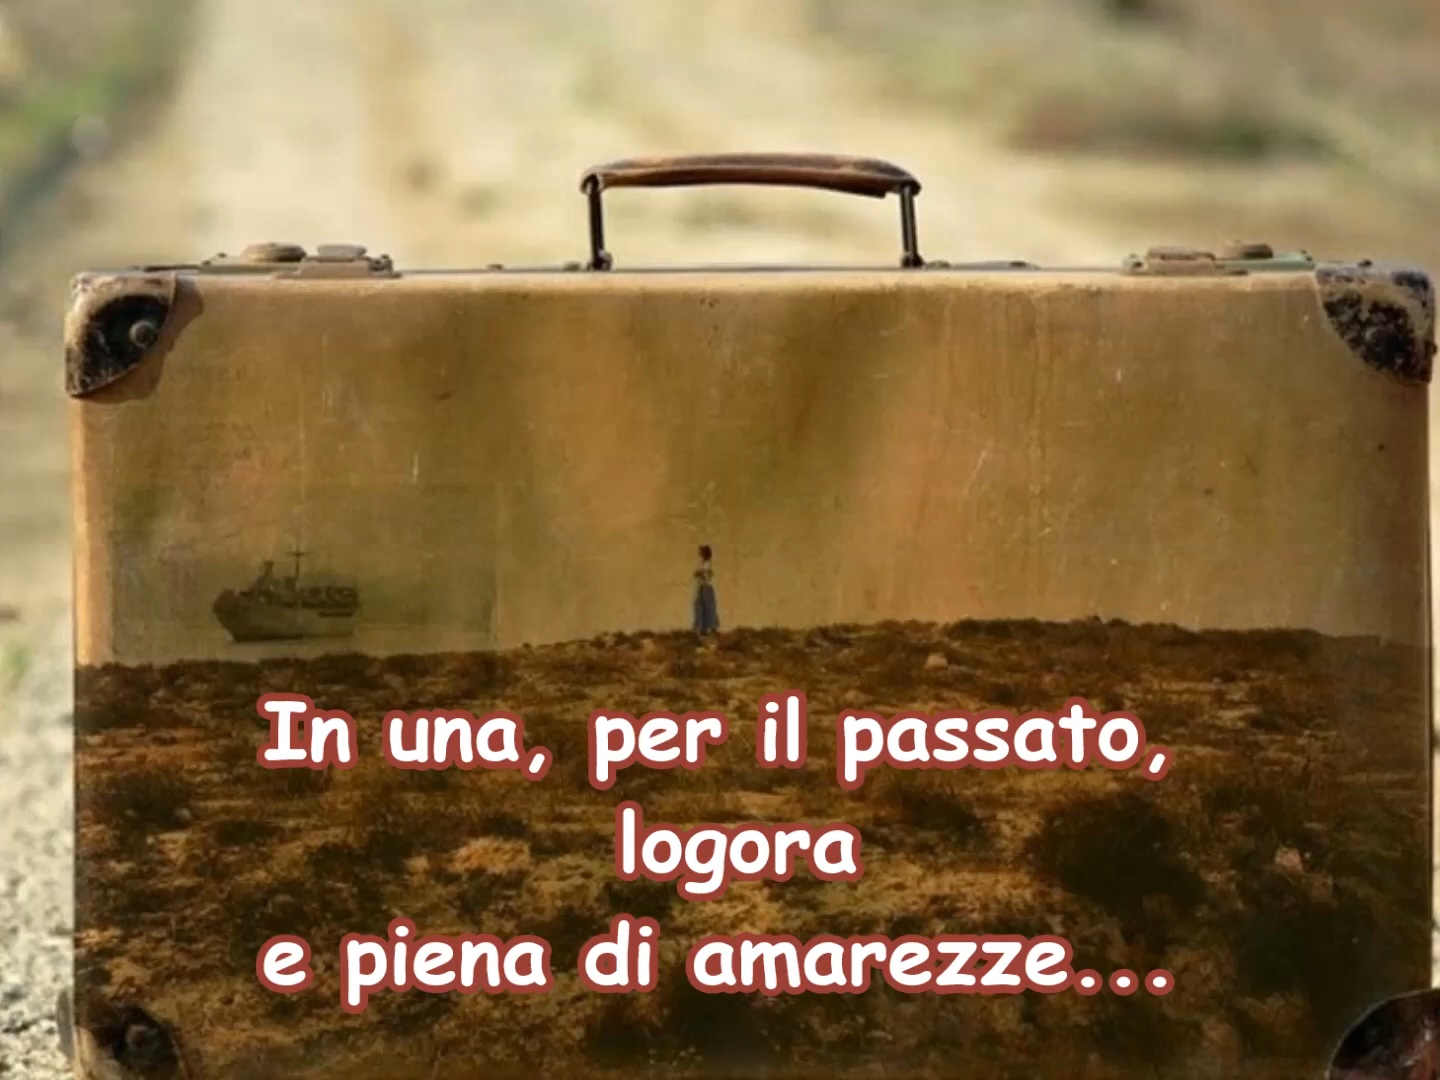 In una, per il passato,
logora
e piena di amarezze...